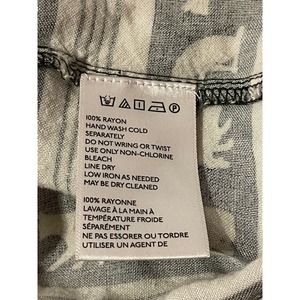 100% RAYON
HAND WASH COLD
SEPARATELY
DO NOT WRING OR TWIST
USE ONLY NON-CHLORINE
BLEACH
LINE DRY
LOW IRON AS NEEDED
MAY BE DRY CLEANED
100% RAYONNE
LAVAGE À LA MAIN À
TEMPÉRATURE FROIDE
SÉPARÉMENT
NE PAS ESSORER OU TORDRE
UTILISER UN AGENT DE